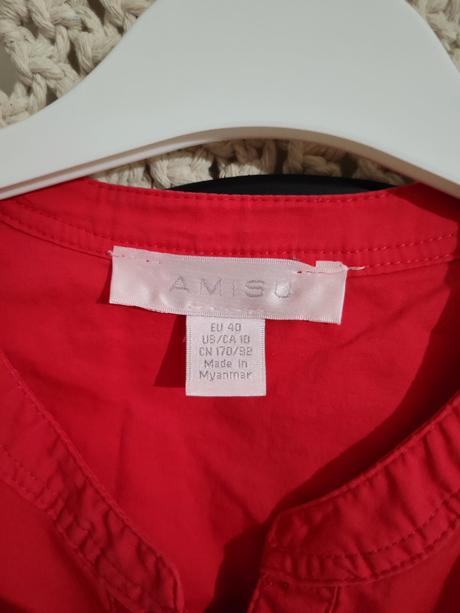 AMISU
EU 40
US/CA 10
CN 170/92
Made in
Myanmar